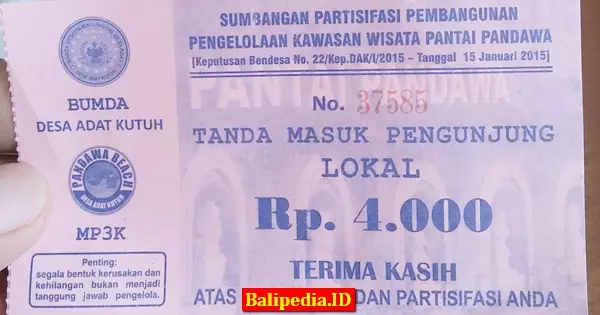 SUMBANGAN PARTISIFASI PEMBANGUNAN
PENGELOLAAN KAWASAN WISATA PANTAI PANDAWA
(Keputusan Bendesa No. 22/Kep.DAK/I/2015 – Tanggal 15 Januari 2015)
PANTAI PANDAWA
No. 37585
TANDA MASUK PENGUNJUNG
LOKAL
Rp. 4.000
TERIMA KASIH
ATAS DAN PARTISIFASI ANDA
BUMDA
DESA ADAT KUTUH
PANDAWA BEACH
DESA ADAT KUTUH
MP3K
Penting:
segala bentuk kerusakan dan
kehilangan bukan menjadi
tanggung jawab pengelola.
Balipedia.ID